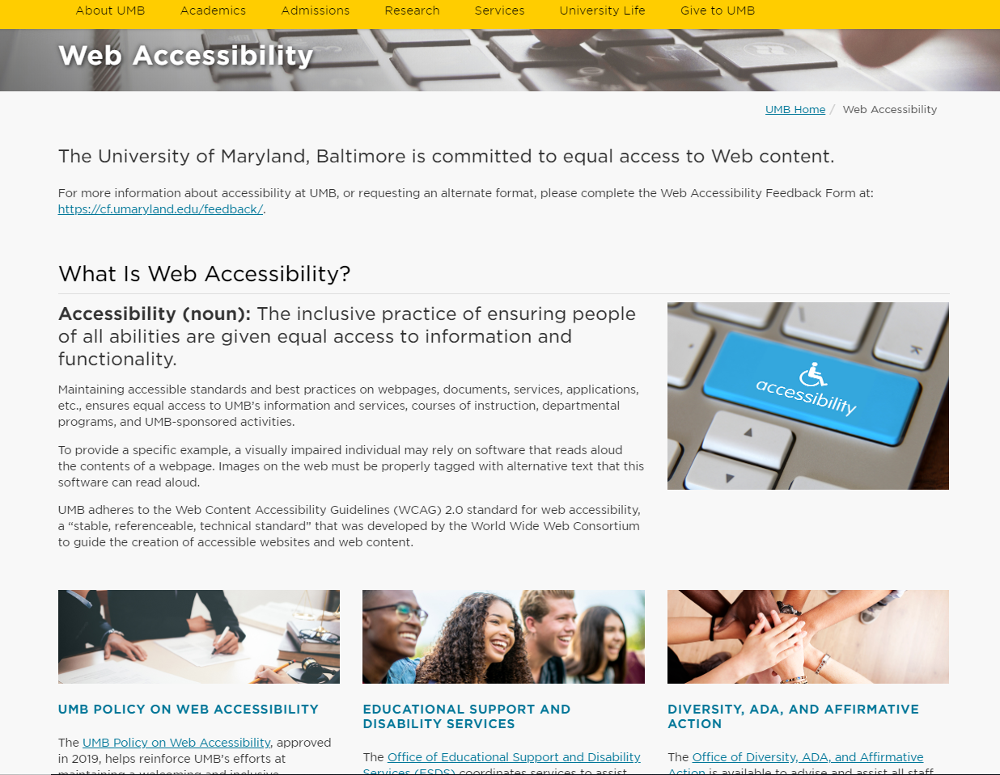 About UMB Academics Admissions Research Services University Life Give to UMB
Web Accessibility
UMB Home / Web Accessibility
The University of Maryland, Baltimore is committed to equal access to Web content.
For more information about accessibility at UMB, or requesting an alternate format, please complete the Web Accessibility Feedback Form at:
https://cf.umaryland.edu/feedback/.
What Is Web Accessibility?
Accessibility (noun): The inclusive practice of ensuring people
of all abilities are given equal access to information and
functionality.
accessibility
Maintaining accessible standards and best practices on webpages, documents, services, applications,
etc., ensures equal access to UMB’s information and services, courses of instruction, departmental
programs, and UMB-sponsored activities.
To provide a specific example, a visually impaired individual may rely on software that reads aloud
the contents of a webpage. Images on the web must be properly tagged with alternative text that this
software can read aloud.
UMB adheres to the Web Content Accessibility Guidelines (WCAG) 2.0 standard for web accessibility,
a “stable, referenceable, technical standard” that was developed by the World Wide Web Consortium
to guide the creation of accessible websites and web content.
UMB POLICY ON WEB ACCESSIBILITY
The UMB Policy on Web Accessibility, approved
in 2019, helps reinforce UMB’s efforts at
maintaining a welcoming and inclusive
EDUCATIONAL SUPPORT AND
DISABILITY SERVICES
The Office of Educational Support and Disability
Services (ESDS) coordinates services to assist
DIVERSITY, ADA, AND AFFIRMATIVE
ACTION
The Office of Diversity, ADA, and Affirmative
Action is available to advise and assist all staff